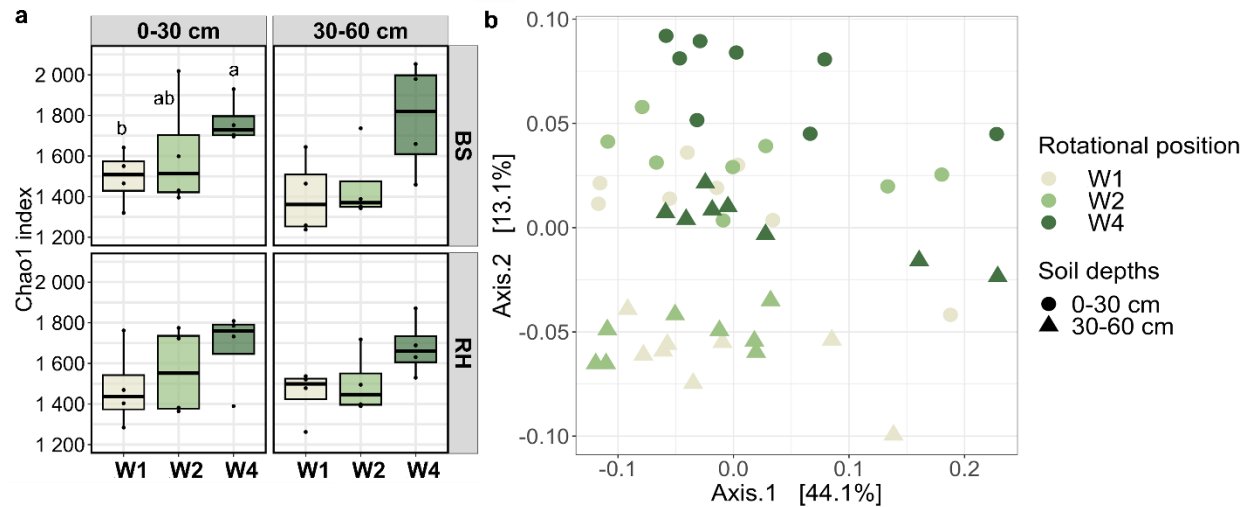 a
0-30 cm
30-60 cm
Chao1 index
2 000
1 800
1 600
1 400
1 200
b
ab
a
BS
2 000
1 800
1 600
1 400
1 200
RH
W1 W2 W4
W1 W2 W4
b
Axis.2 [13.1%]
0.10
0.05
0.00
-0.05
-0.10
-0.1 0.0 0.1 0.2
Axis.1 [44.1%]
Rotational position
W1
W2
W4
Soil depths
0-30 cm
30-60 cm